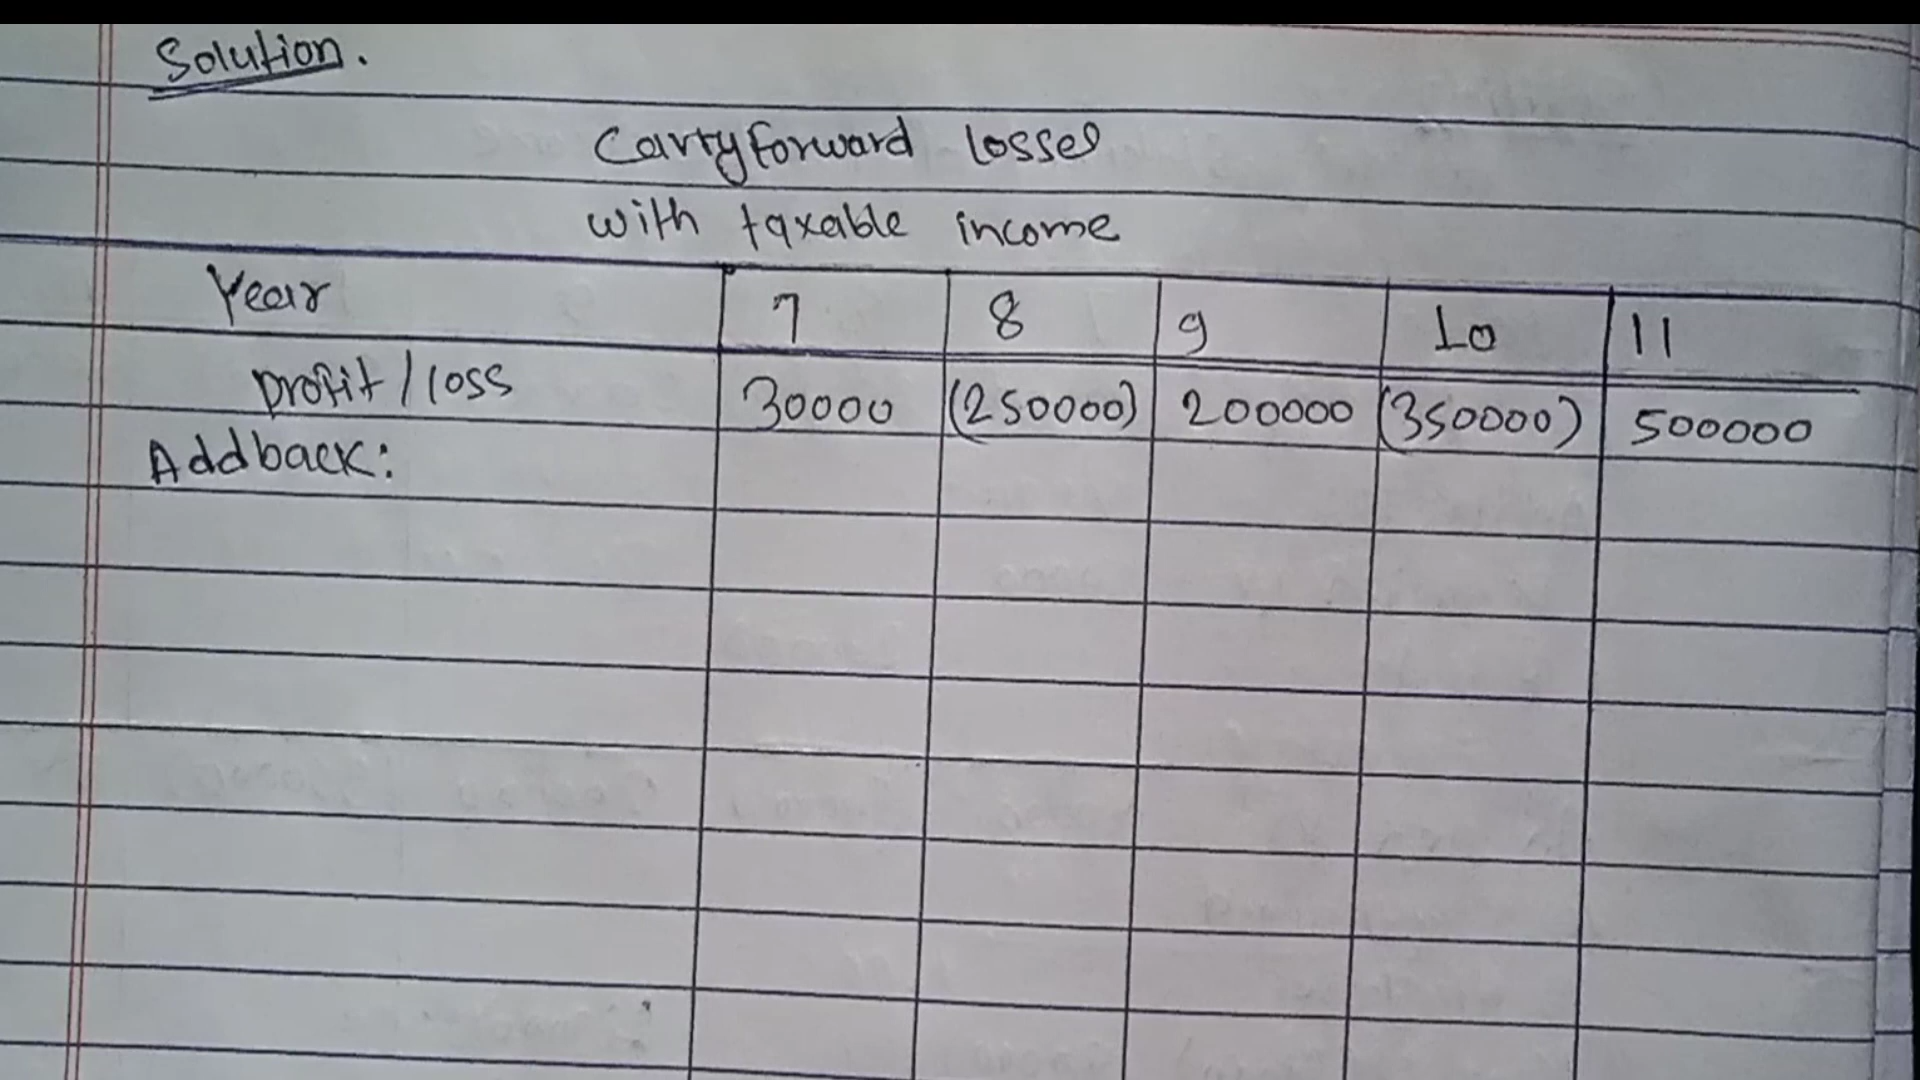 Solution.
Carryforward losses
with taxable income
Year 7 8 9 10 11
profit / loss 30000 (250000) 200000 (350000) 500000
Addback: